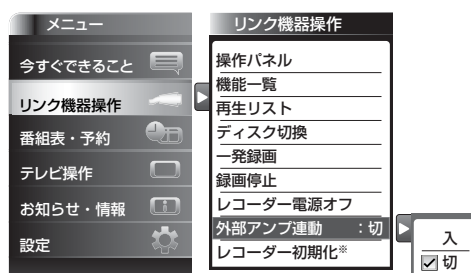 メニュー
今すぐできること
リンク機器操作
番組表・予約
テレビ操作
お知らせ・情報
設定
リンク機器操作
操作パネル
機能一覧
再生リスト
ディスク切換
一発録画
録画停止
レコーダー電源オフ
外部アンプ連動 :切
レコーダー初期化※
入
切